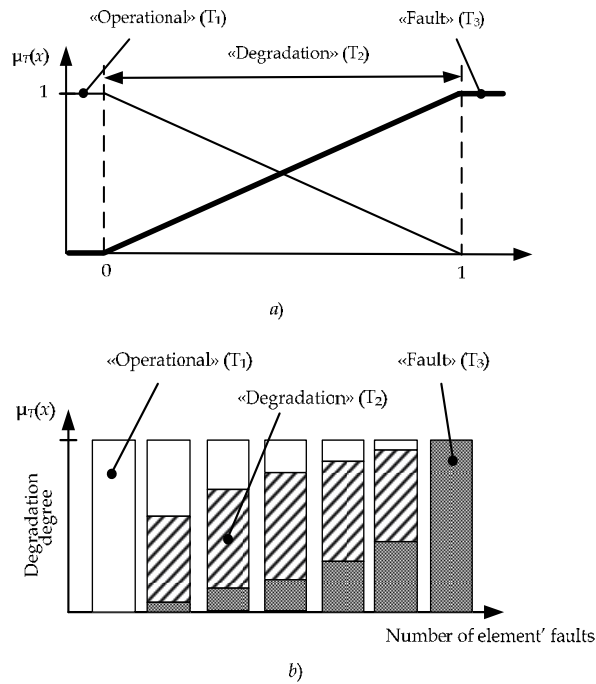 «Operational» (T1)
«Fault» (T3)
μT(x)
«Degradation» (T2)
1
0
1
a)
«Operational» (T1)
«Fault» (T3)
«Degradation» (T2)
μT(x)
Degradation
degree
Number of element' faults
b)